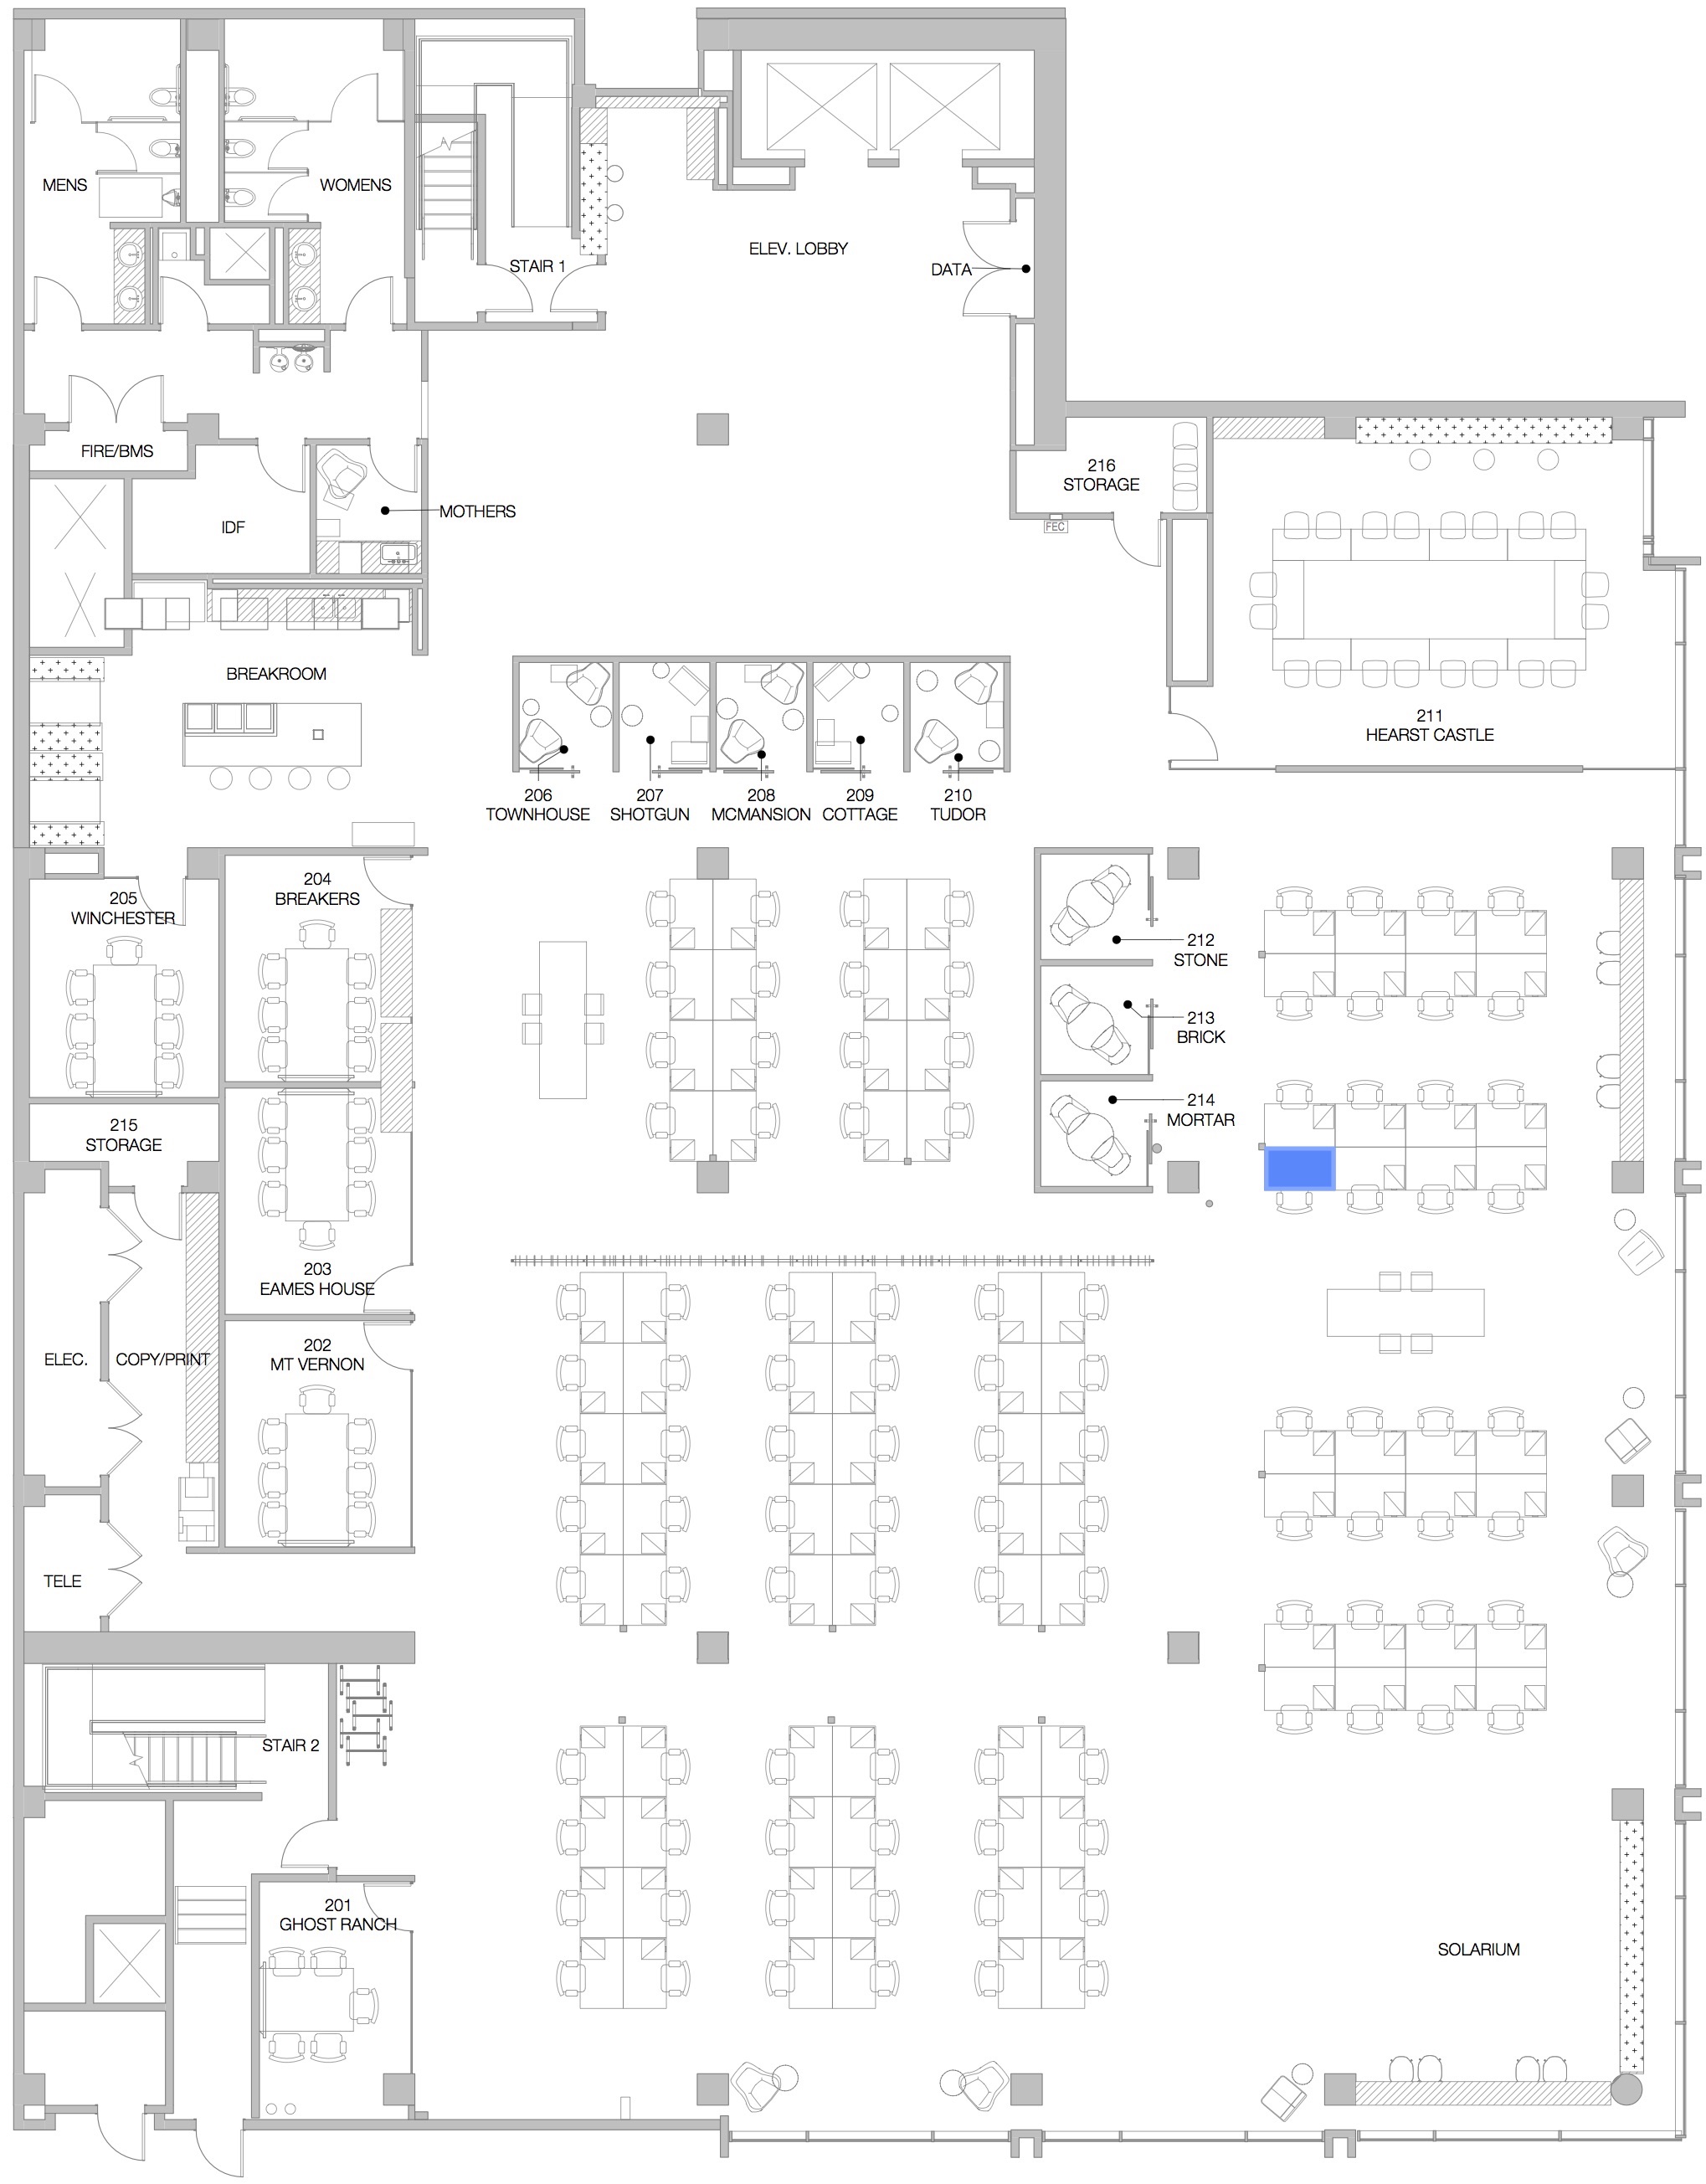 MENS
WOMENS
STAIR 1
ELEV. LOBBY
DATA
FIRE/BMS
IDF
MOTHERS
216
STORAGE
FEC
BREAKROOM
211
HEARST CASTLE
206
TOWNHOUSE
207
SHOTGUN
208
MCMANSION
209
COTTAGE
210
TUDOR
205
WINCHESTER
204
BREAKERS
212
STONE
213
BRICK
214
MORTAR
215
STORAGE
203
EAMES HOUSE
202
MT VERNON
ELEC.
COPY/PRINT
TELE
STAIR 2
201
GHOST RANCH
SOLARIUM